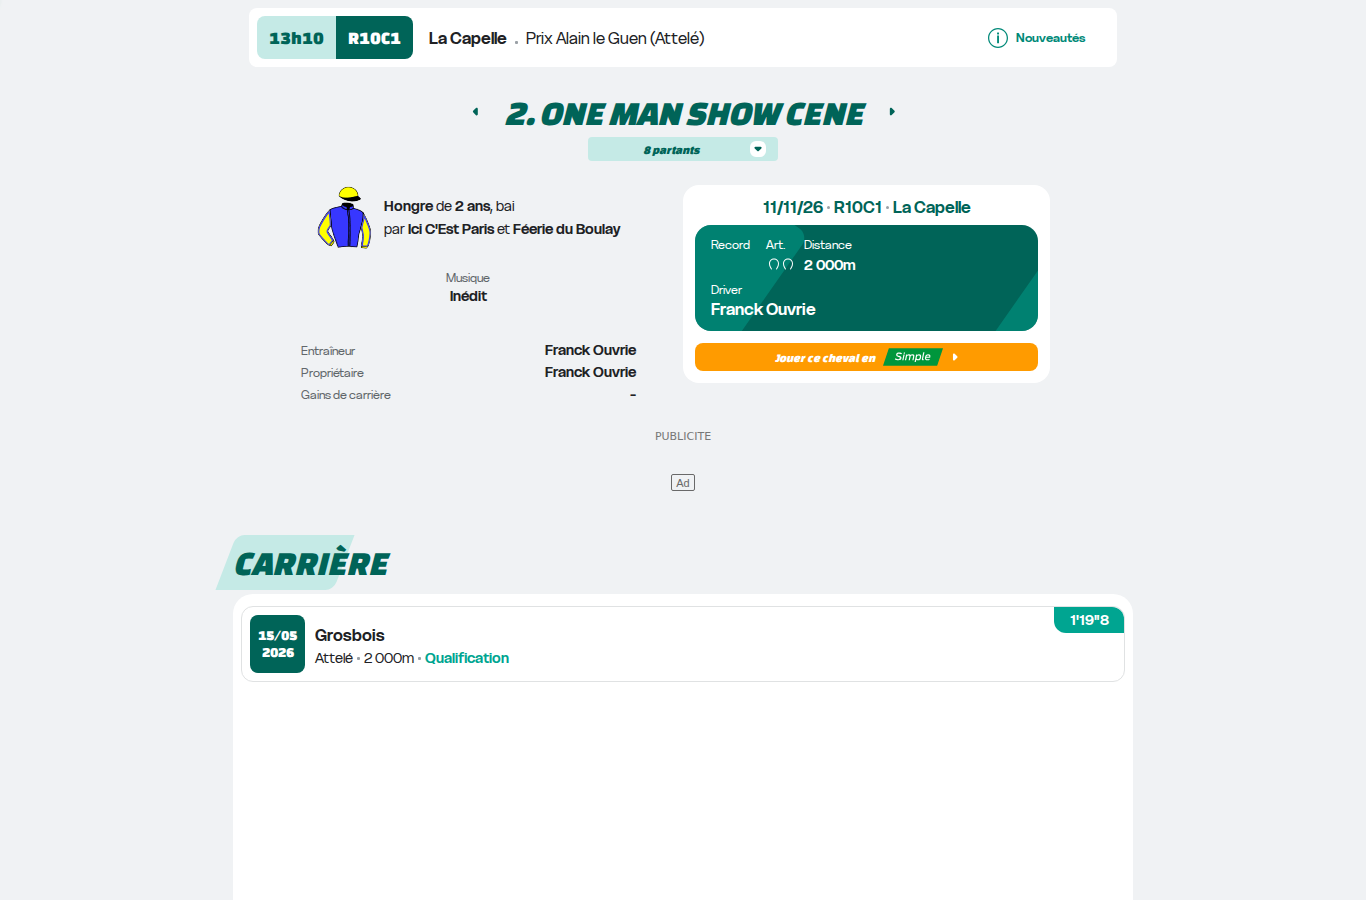 13h10 R10C1 La Capelle . Prix Alain le Guen (Attelé) Nouveautés
2. ONE MAN SHOW CENE
8 partants
Hongre de 2 ans, bai
par Ici C'Est Paris et Féerie du Boulay
Musique
Inédit
Entraîneur Franck Ouvrie
Propriétaire Franck Ouvrie
Gains de carrière -
11/11/26 · R10C1 · La Capelle
Record Art. Distance
2 000m
Driver
Franck Ouvrie
Jouer ce cheval en Simple
PUBLICITE
Ad
CARRIÈRE
15/05
2026
Grosbois
Attelé · 2 000m · Qualification
1'19"8